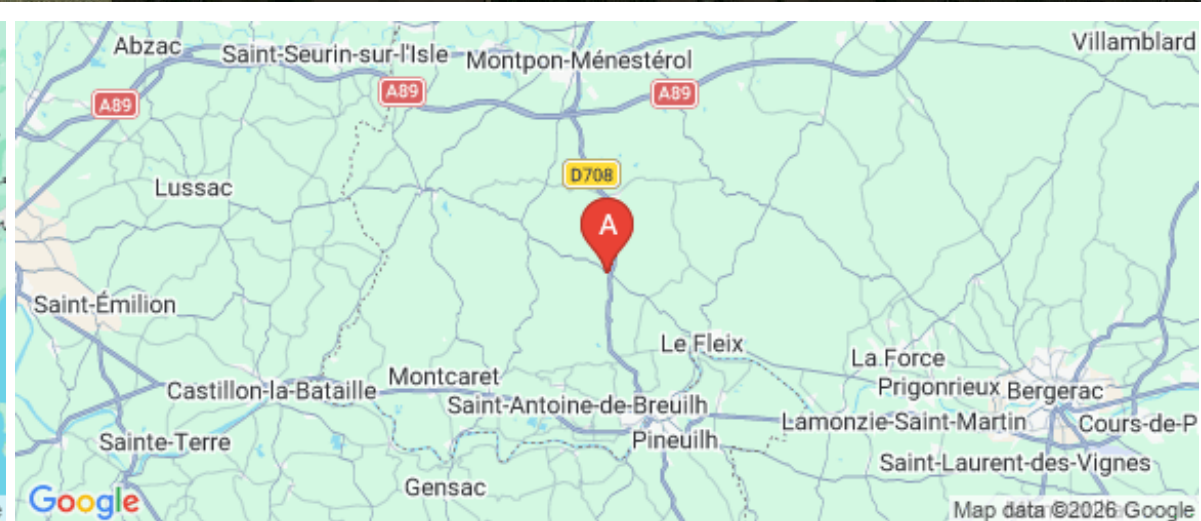 Abzac
Saint-Seurin-sur-l'Isle
Montpon-Ménestérol
Villamblard
A89
A89
A89
D708
Lussac
A
Saint-Émilion
Le Fleix
La Force
Castillon-la-Bataille
Montcaret
Prigonrieux
Bergerac
Saint-Antoine-de-Breuilh
Lamonzie-Saint-Martin
Cours-de-P
Sainte-Terre
Pineuilh
Saint-Laurent-des-Vignes
Gensac
Google
Map data ©2026 Google